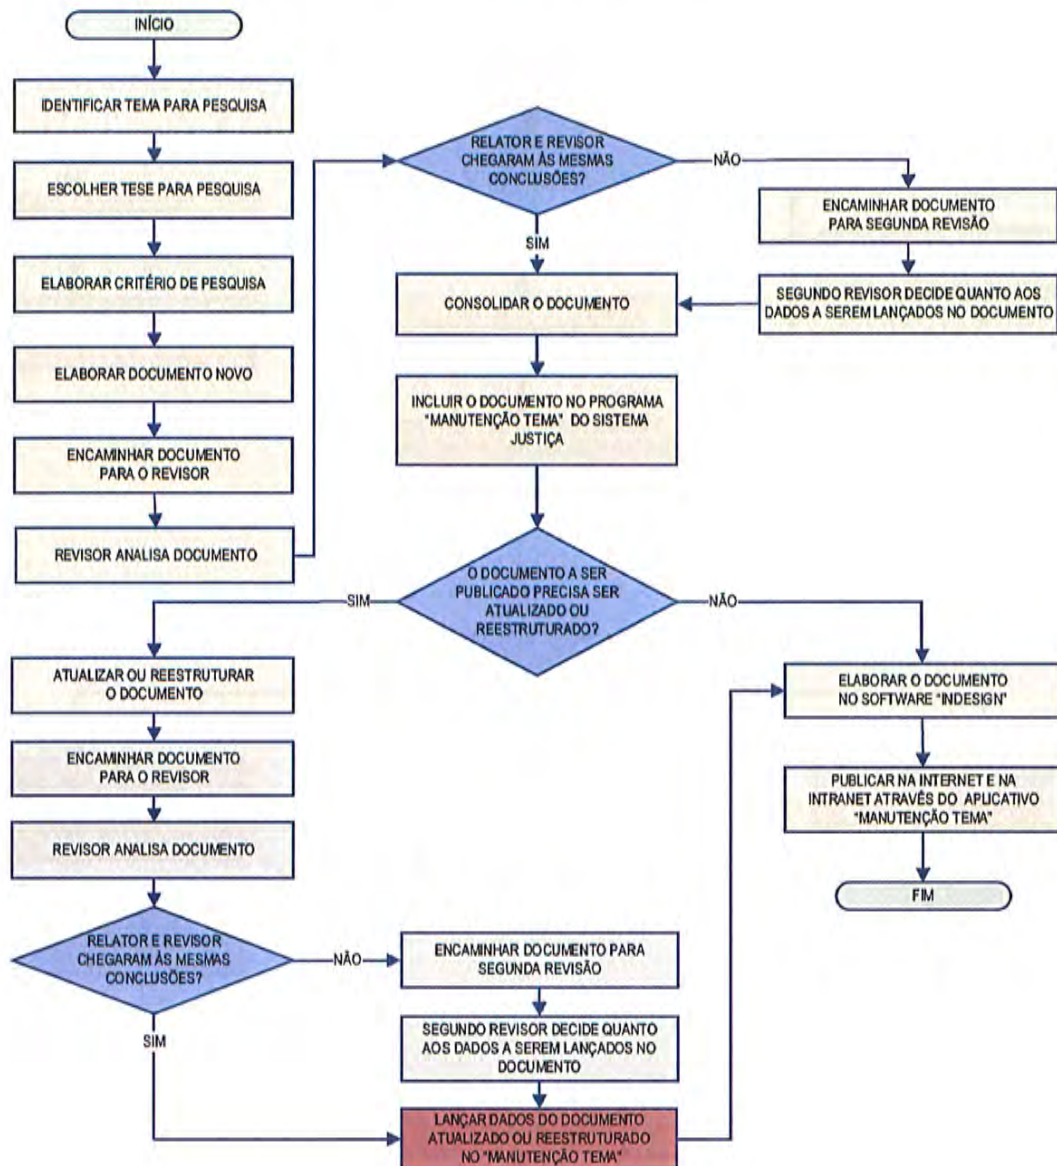 INÍCIO
IDENTIFICAR TEMA PARA PESQUISA
ESCOLHER TESE PARA PESQUISA
ELABORAR CRITÉRIO DE PESQUISA
ELABORAR DOCUMENTO NOVO
ENCAMINHAR DOCUMENTO
PARA O REVISOR
REVISOR ANALISA DOCUMENTO
RELATOR E REVISOR
CHEGARAM ÀS MESMAS
CONCLUSÕES?
NÃO
ENCAMINHAR DOCUMENTO
PARA SEGUNDA REVISÃO
SEGUNDO REVISOR DECIDE QUANTO AOS
DADOS A SEREM LANÇADOS NO DOCUMENTO
SIM
CONSOLIDAR O DOCUMENTO
INCLUIR O DOCUMENTO NO PROGRAMA
"MANUTENÇÃO TEMA" DO SISTEMA
JUSTIÇA
O DOCUMENTO A SER
PUBLICADO PRECISA SER
ATUALIZADO OU
REESTRUTURADO?
SIM
NÃO
ATUALIZAR OU REESTRUTURAR
O DOCUMENTO
ENCAMINHAR DOCUMENTO
PARA O REVISOR
REVISOR ANALISA DOCUMENTO
RELATOR E REVISOR
CHEGARAM ÀS MESMAS
CONCLUSÕES?
NÃO
ENCAMINHAR DOCUMENTO PARA
SEGUNDA REVISÃO
SEGUNDO REVISOR DECIDE QUANTO
AOS DADOS A SEREM LANÇADOS NO
DOCUMENTO
SIM
LANÇAR DADOS DO DOCUMENTO
ATUALIZADO OU REESTRUTURADO
NO "MANUTENÇÃO TEMA"
ELABORAR O DOCUMENTO
NO SOFTWARE "INDESIGN"
PUBLICAR NA INTERNET E NA
INTRANET ATRAVÉS DO APLICATIVO
"MANUTENÇÃO TEMA"
FIM